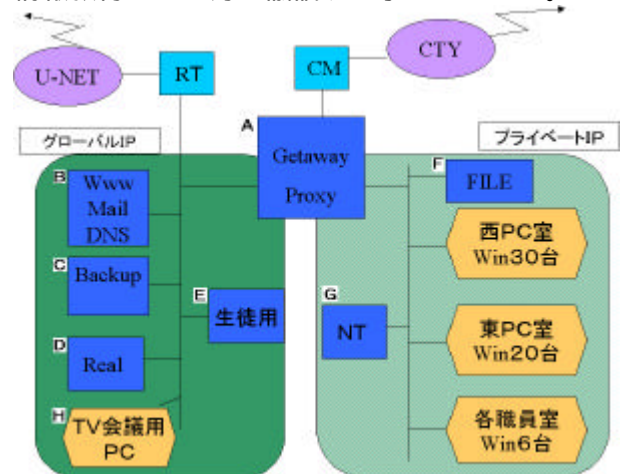 U-NET
RT
CM
CTY
グローバルIP
プライベートIP
A
Getaway
Proxy
B
Www
Mail
DNS
C
Backup
D
Real
E
生徒用
H
TV会議用
PC
F
FILE
西PC室
Win30台
G
NT
東PC室
Win20台
各職員室
Win6台